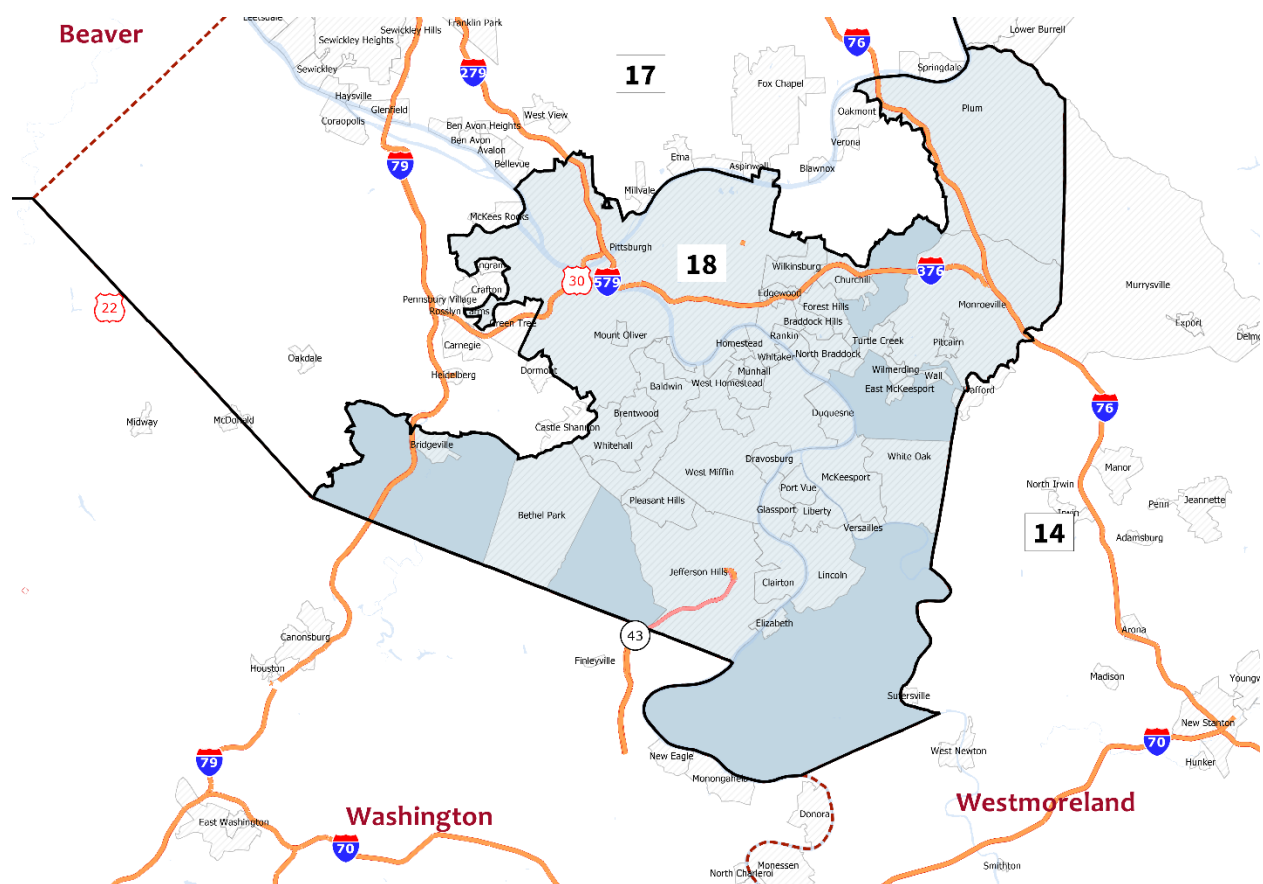 Leetsdale
Sewickley Hills
Franklin Park
Lower Burrell
Beaver
Sewickley Heights
76
Springdale
Sewickley
279
17
Fox Chapel
Haysville
Glenfield
Plum
Coraopolis
West View
Oakmont
Ben Avon Heights
Ben Avon
Avalon
Verona
79
Bellevue
Etna
Aspinwall
Blawnox
Millvale
McKees Rocks
Pittsburgh
18
Wilkinsburg
Ingram
30
579
Churchill
376
Crafton
Murrysville
22
Pennsbury Village
Edgewood
Monroeville
Rosslyn Farms
Forest Hills
Green Tree
Braddock Hills
Export
Mount Oliver
Rankin
Delm
Carnegie
Homestead
Turtle Creek
Pitcairn
Oakdale
Whitaker
North Braddock
Dormont
Munhall
Wilmerding
Wall
Heidelberg
Baldwin
West Homestead
East McKeesport
Trafford
76
Midway
McDonald
Brentwood
Duquesne
Castle Shannon
Bridgeville
Whitehall
White Oak
Dravosburg
Manor
West Mifflin
McKeesport
North Irwin
Port Vue
Jeannette
Pleasant Hills
Penn
Bethel Park
Glassport
Liberty
Irwin
Versailles
14
Adamsburg
Jefferson Hills
Clairton
Lincoln
Elizabeth
Arona
43
Canonsburg
Finleyville
Houston
Madison
Youngw
Sutersville
New Stanton
70
West Newton
79
New Eagle
Hunker
Monongahela
Westmoreland
Washington
Donora
East Washington
70
Monessen
Smithton
North Charleroi